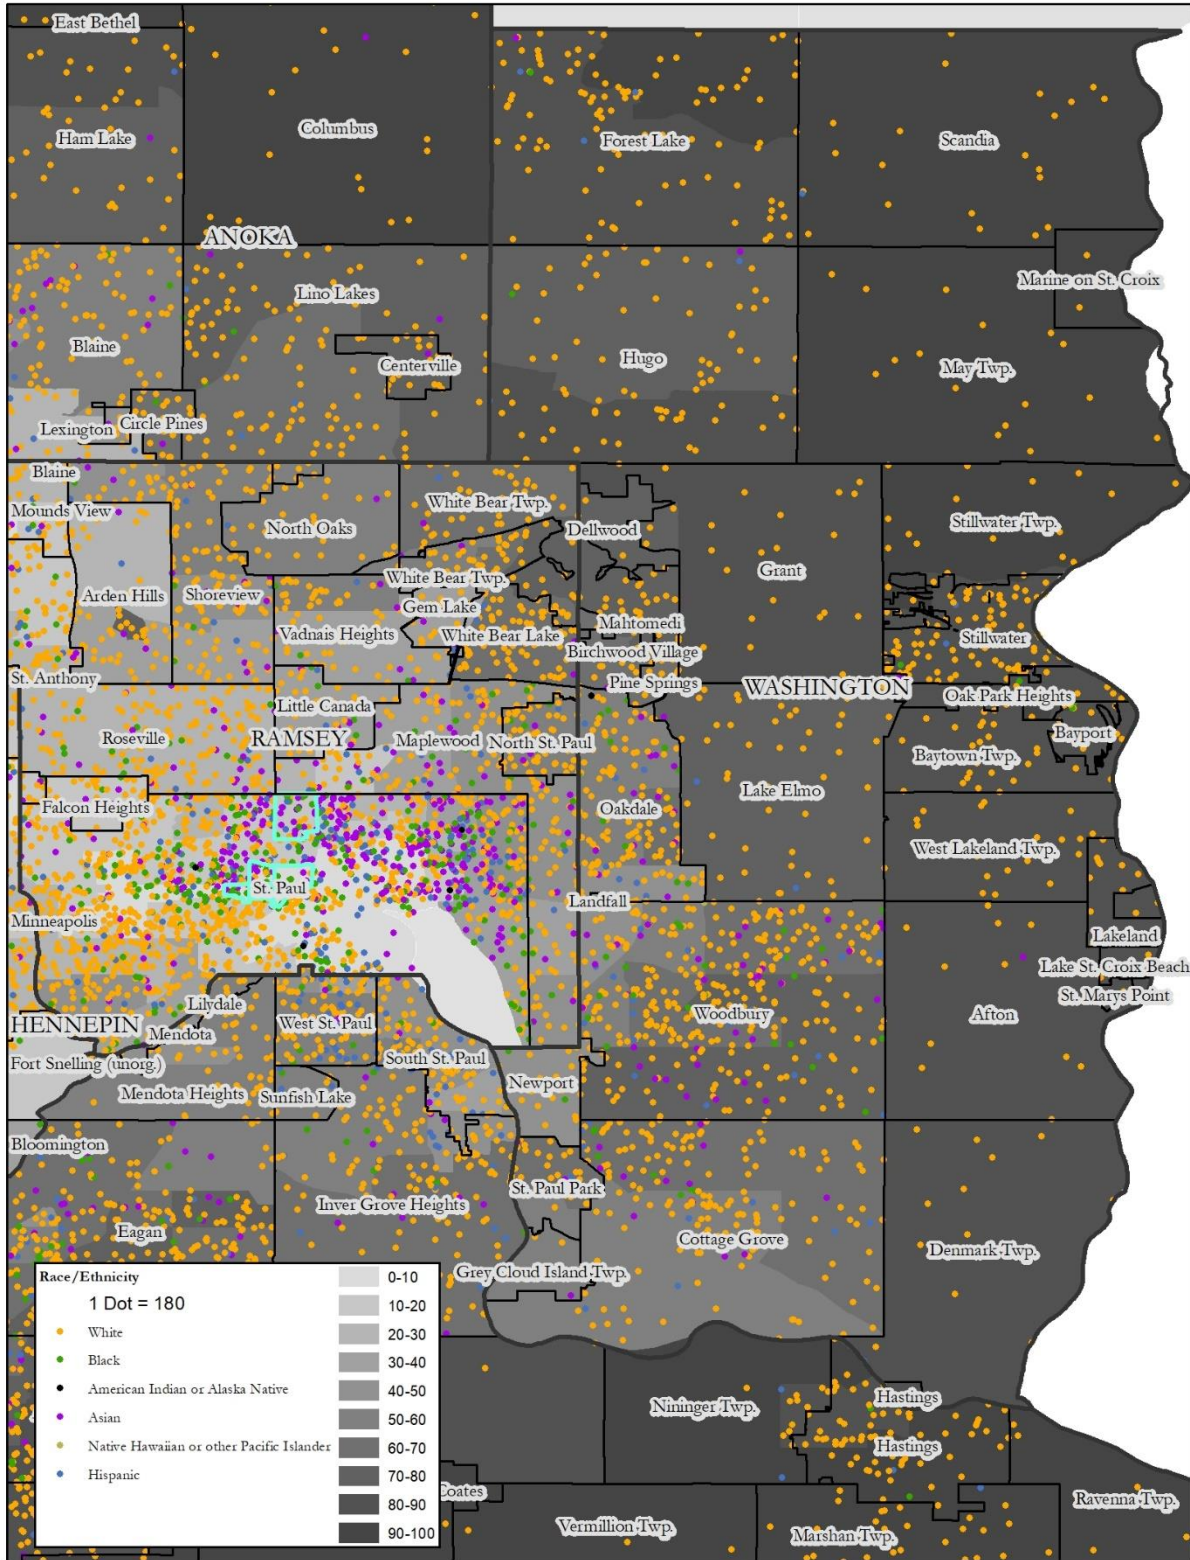 East Bethel
Ham Lake
Columbus
Forest Lake
Scandia
ANOKA
Lino Lakes
Marine on St. Croix
Blaine
Centerville
Hugo
May Twp.
Lexington
Circle Pines
Blaine
Mounds View
North Oaks
White Bear Twp.
Dellwood
Stillwater Twp.
Grant
Arden Hills
Shoreview
White Bear Twp.
Gem Lake
Vadnais Heights
White Bear Lake
Mahtomedi
Stillwater
Birchwood Village
St. Anthony
Pine Springs
WASHINGTON
Oak Park Heights
Little Canada
Roseville
RAMSEY
Maplewood
North St. Paul
Bayport
Baytown Twp.
Falcon Heights
Oakdale
Lake Elmo
West Lakeland Twp.
St. Paul
Landfall
Minneapolis
Lakeland
Lake St. Croix Beach
St. Marys Point
Lilydale
West St. Paul
Woodbury
Afton
HENNEPIN
Mendota
Fort Snelling (unorg.)
South St. Paul
Newport
Mendota Heights
Sunfish Lake
Bloomington
St. Paul Park
Inver Grove Heights
Eagan
Cottage Grove
Denmark Twp.
Grey Cloud Island Twp.
Race/Ethnicity
1 Dot = 180
White
Black
American Indian or Alaska Native
Asian
Native Hawaiian or other Pacific Islander
Hispanic
0-10
10-20
20-30
30-40
40-50
50-60
60-70
70-80
80-90
90-100
Nininger Twp.
Hastings
Hastings
Coates
Vermillion Twp.
Marshan Twp.
Ravenna Twp.